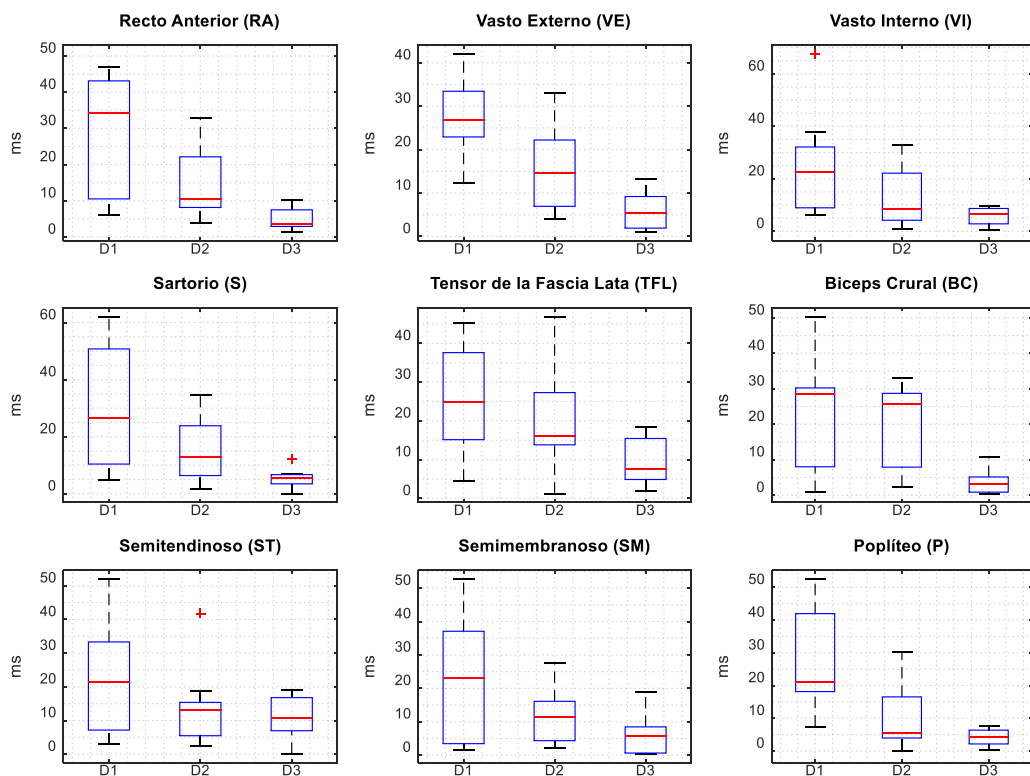 Recto Anterior (RA)
50
40
30
20
10
0
ms
D1 D2 D3
Vasto Externo (VE)
40
30
20
10
0
ms
D1 D2 D3
Vasto Interno (VI)
60
40
20
0
ms
D1 D2 D3
Sartorio (S)
60
40
20
0
ms
D1 D2 D3
Tensor de la Fascia Lata (TFL)
40
30
20
10
0
ms
D1 D2 D3
Biceps Crural (BC)
50
40
30
20
10
0
ms
D1 D2 D3
Semitendinoso (ST)
50
40
30
20
10
0
ms
D1 D2 D3
Semimembranoso (SM)
50
40
30
20
10
0
ms
D1 D2 D3
Poplíteo (P)
50
40
30
20
10
0
ms
D1 D2 D3